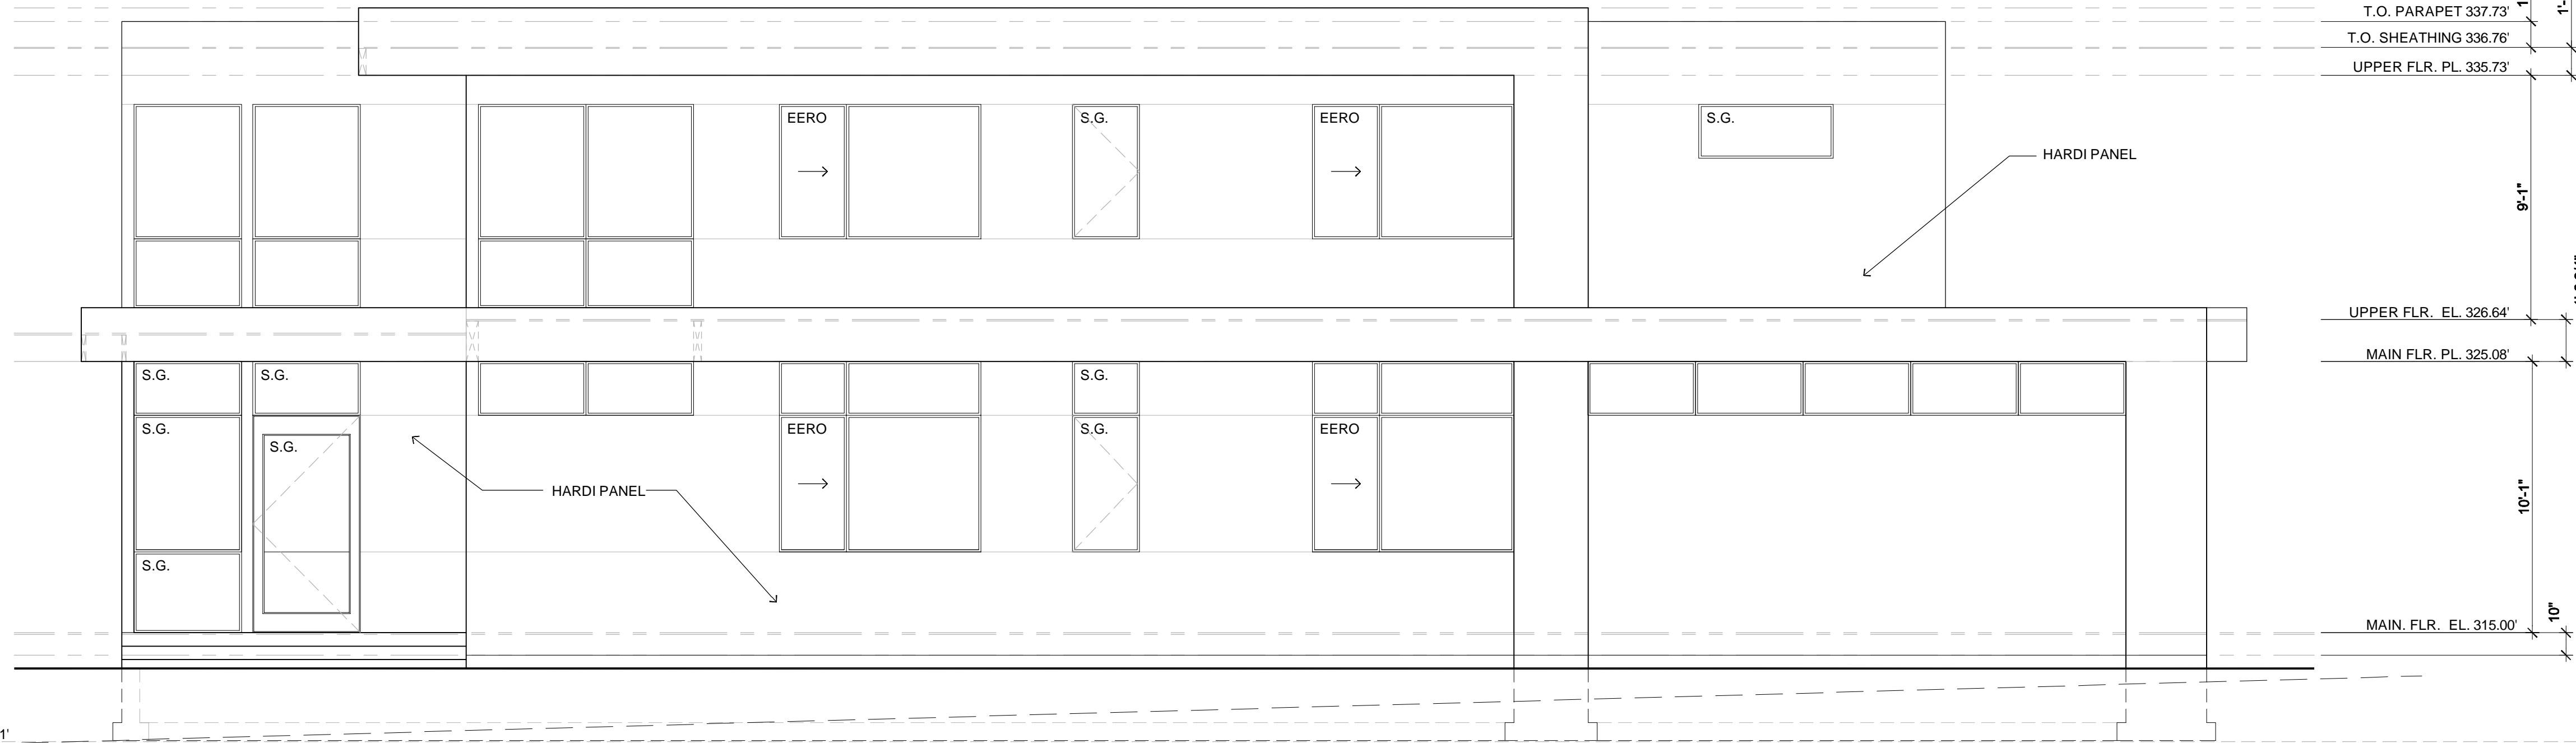 T.O. PARAPET 337.73'
T.O. SHEATHING 336.76'
UPPER FLR. PL. 335.73'
EERO
S.G.
EERO
S.G.
HARDI PANEL
9'-1"
UPPER FLR. EL. 326.64'
MAIN FLR. PL. 325.08'
S.G.
S.G.
S.G.
S.G.
S.G.
EERO
S.G.
EERO
HARDI PANEL
10'-1"
S.G.
MAIN. FLR. EL. 315.00'
10"
1'